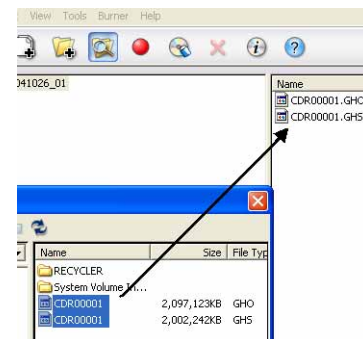 View Tools Burner Help
041026_01
Name
CDR00001.GHO
CDR00001.GHS
Name Size File Typ
RECYCLER
System Volume In...
CDR00001 2,097,123KB GHO
CDR00001 2,002,242KB GHS